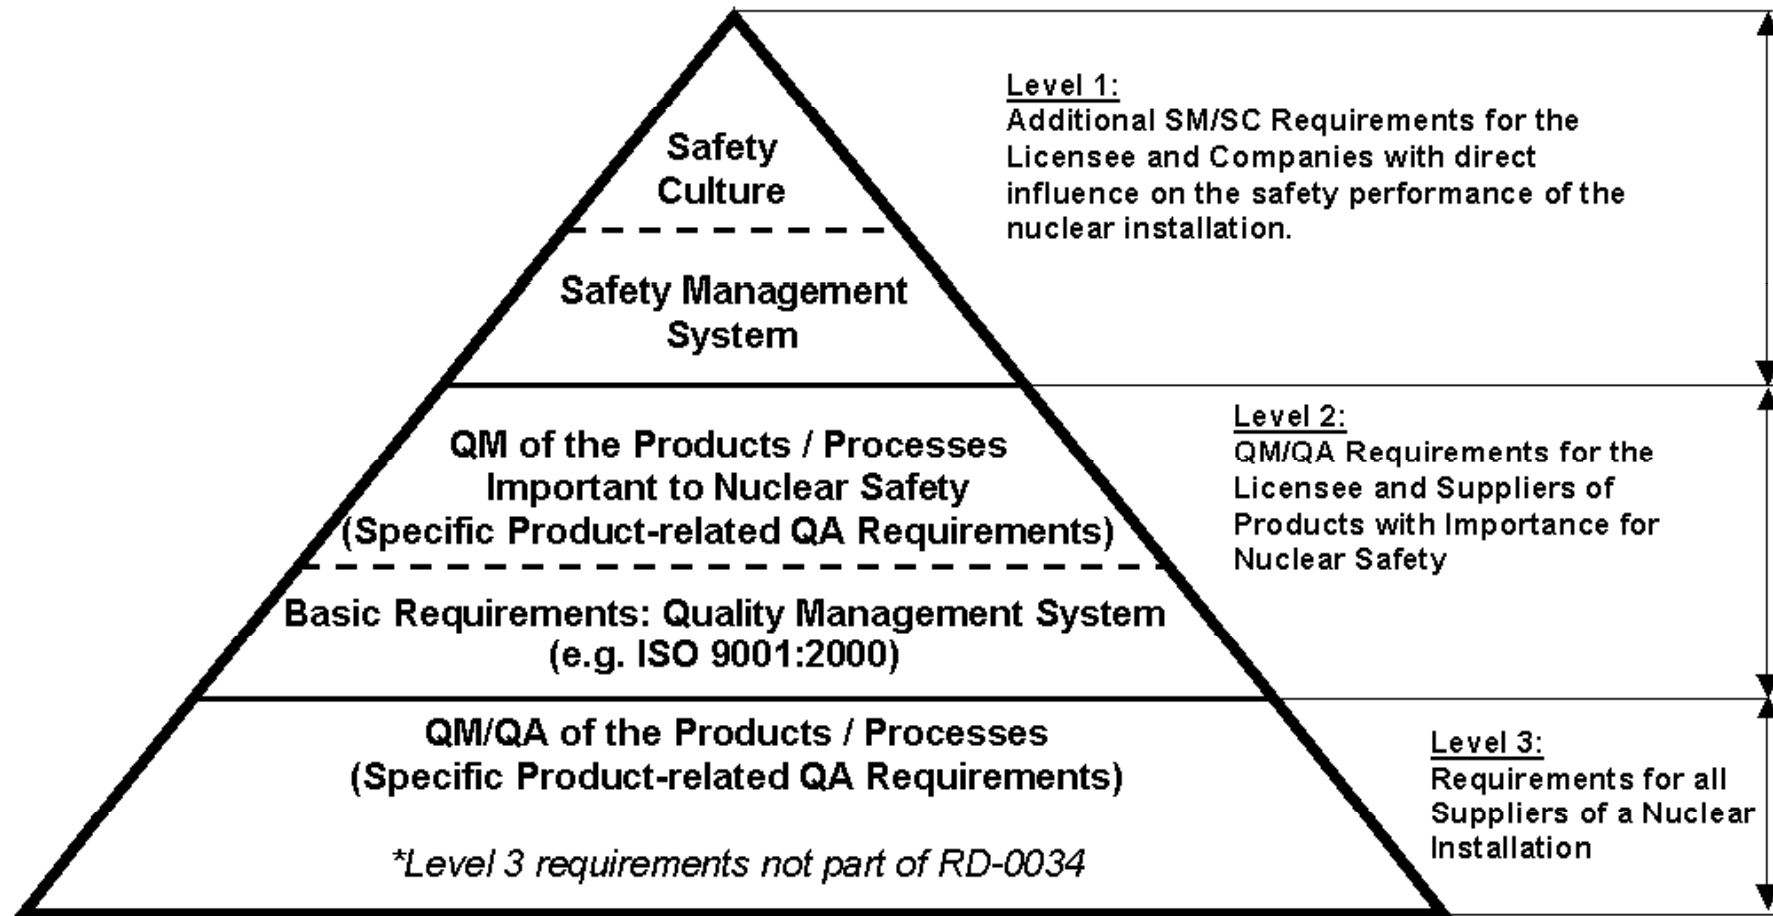 Safety
Culture
Safety Management
System
QM of the Products / Processes
Important to Nuclear Safety
(Specific Product-related QA Requirements)
Basic Requirements: Quality Management System
(e.g. ISO 9001:2000)
QM/QA of the Products / Processes
(Specific Product-related QA Requirements)
*Level 3 requirements not part of RD-0034
Level 1:
Additional SM/SC Requirements for the
Licensee and Companies with direct
influence on the safety performance of the
nuclear installation.
Level 2:
QM/QA Requirements for the
Licensee and Suppliers of
Products with Importance for
Nuclear Safety
Level 3:
Requirements for all
Suppliers of a Nuclear
Installation